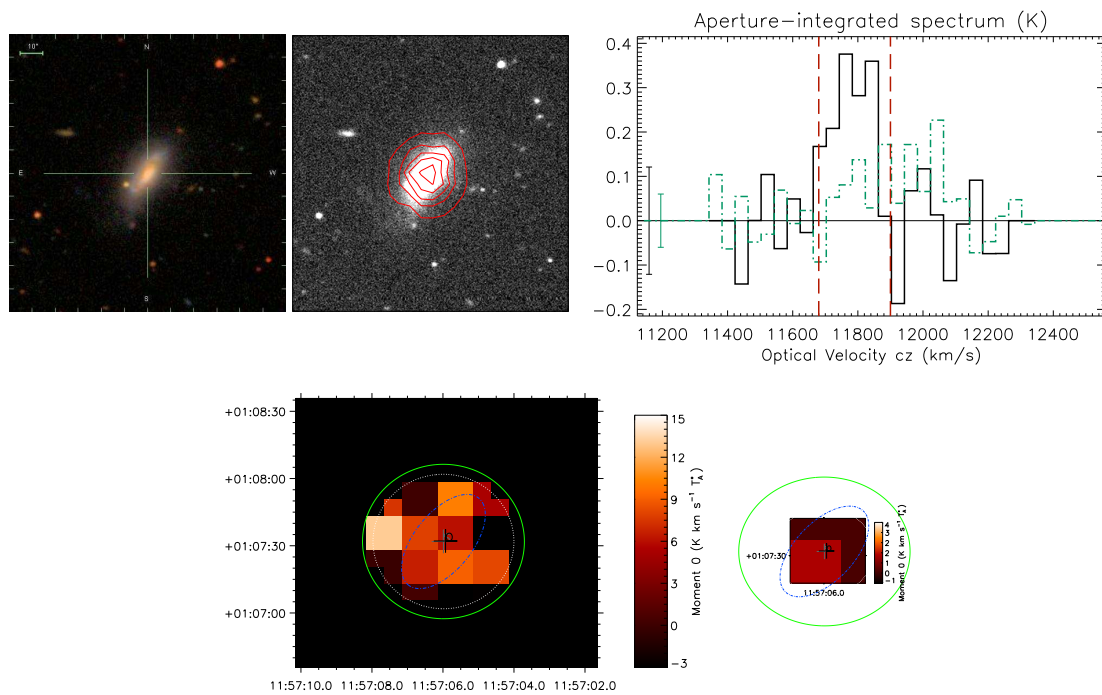 10"
N
E
W
S
Aperture-integrated spectrum (K)
0.4
0.3
0.2
0.1
0.0
-0.1
-0.2
11200 11400 11600 11800 12000 12200 12400
Optical Velocity cz (km/s)
+01:08:30
+01:08:00
+01:07:30
+01:07:00
11:57:10.0 11:57:08.0 11:57:06.0 11:57:04.0 11:57:02.0
15
12
9
6
3
0
-3
Moment 0 (K km s⁻¹ T*A)
+01:07:30
11:57:06.0
4
3
2
1
0
-1
Moment 0 (K km s⁻¹ T*A)